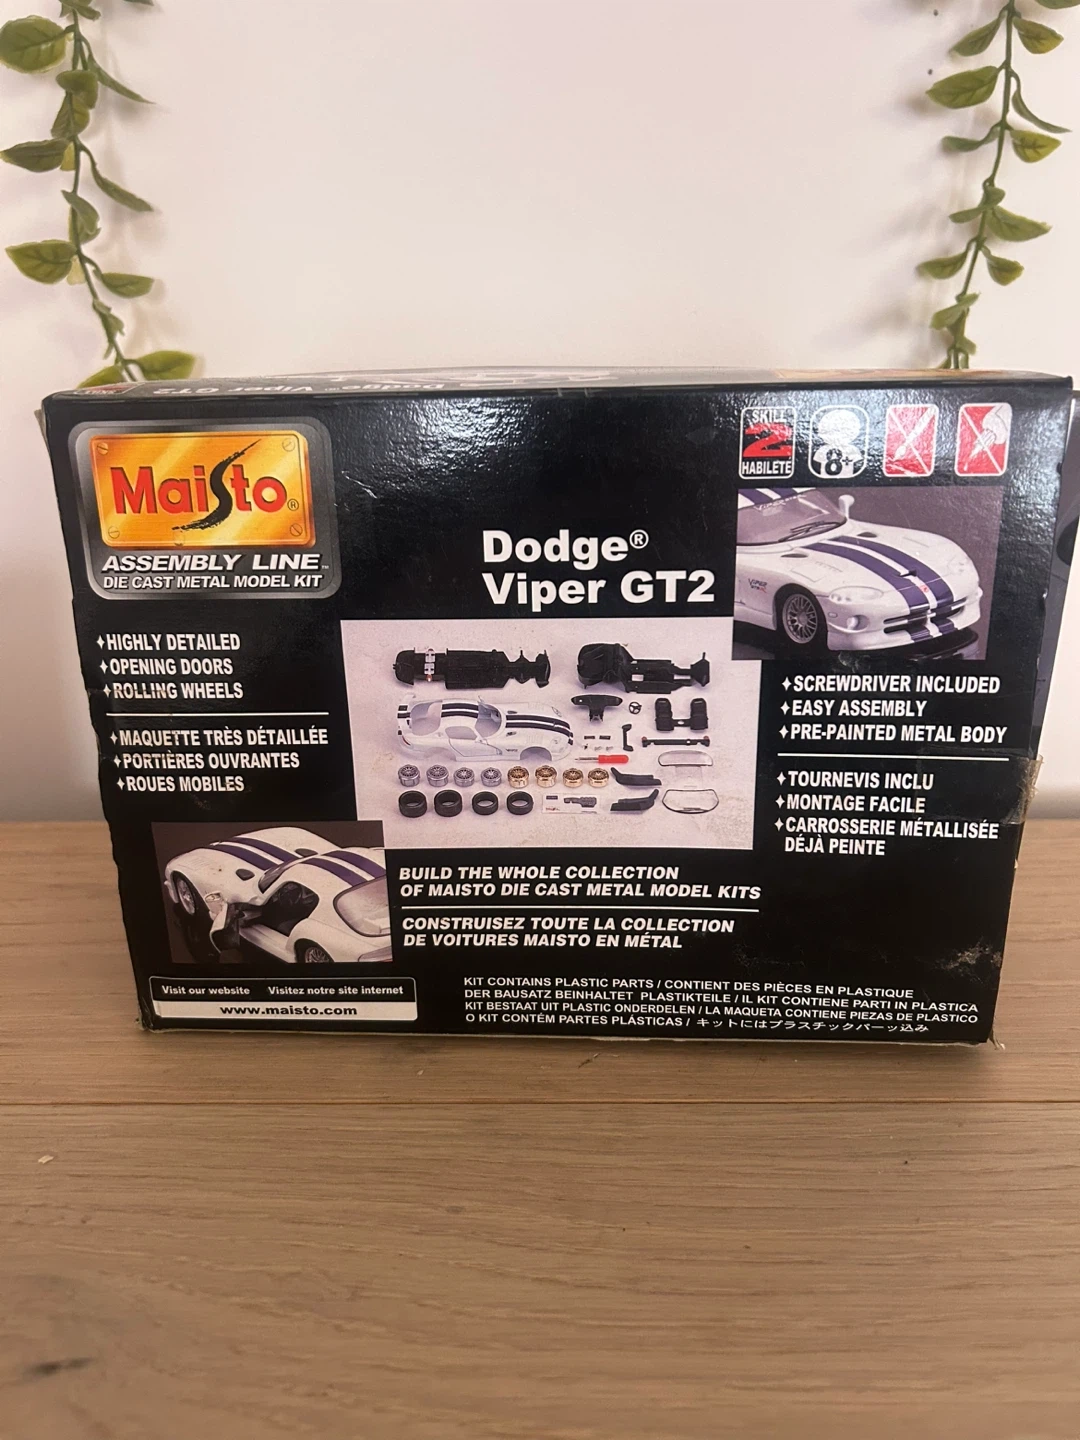 Dodge Viper GT2
Maisto®
ASSEMBLY LINE™
DIE CAST METAL MODEL KIT
SKILL
2
HABILETÉ
8+
Dodge®
Viper GT2
✦HIGHLY DETAILED
✦OPENING DOORS
✦ROLLING WHEELS
✦MAQUETTE TRÈS DÉTAILLÉE
✦PORTIÈRES OUVRANTES
✦ROUES MOBILES
✦SCREWDRIVER INCLUDED
✦EASY ASSEMBLY
✦PRE-PAINTED METAL BODY
✦TOURNEVIS INCLU
✦MONTAGE FACILE
✦CARROSSERIE MÉTALLISÉE
DÉJÀ PEINTE
BUILD THE WHOLE COLLECTION
OF MAISTO DIE CAST METAL MODEL KITS
CONSTRUISEZ TOUTE LA COLLECTION
DE VOITURES MAISTO EN MÉTAL
Visit our website Visitez notre site internet
www.maisto.com
KIT CONTAINS PLASTIC PARTS / CONTIENT DES PIÈCES EN PLASTIQUE
DER BAUSATZ BEINHALTET PLASTIKTEILE / IL KIT CONTIENE PARTI IN PLASTICA
KIT BESTAAT UIT PLASTIC ONDERDELEN / LA MAQUETA CONTIENE PIEZAS DE PLASTICO
O KIT CONTÉM PARTES PLÁSTICAS / キットにはプラスチックパーッ込み